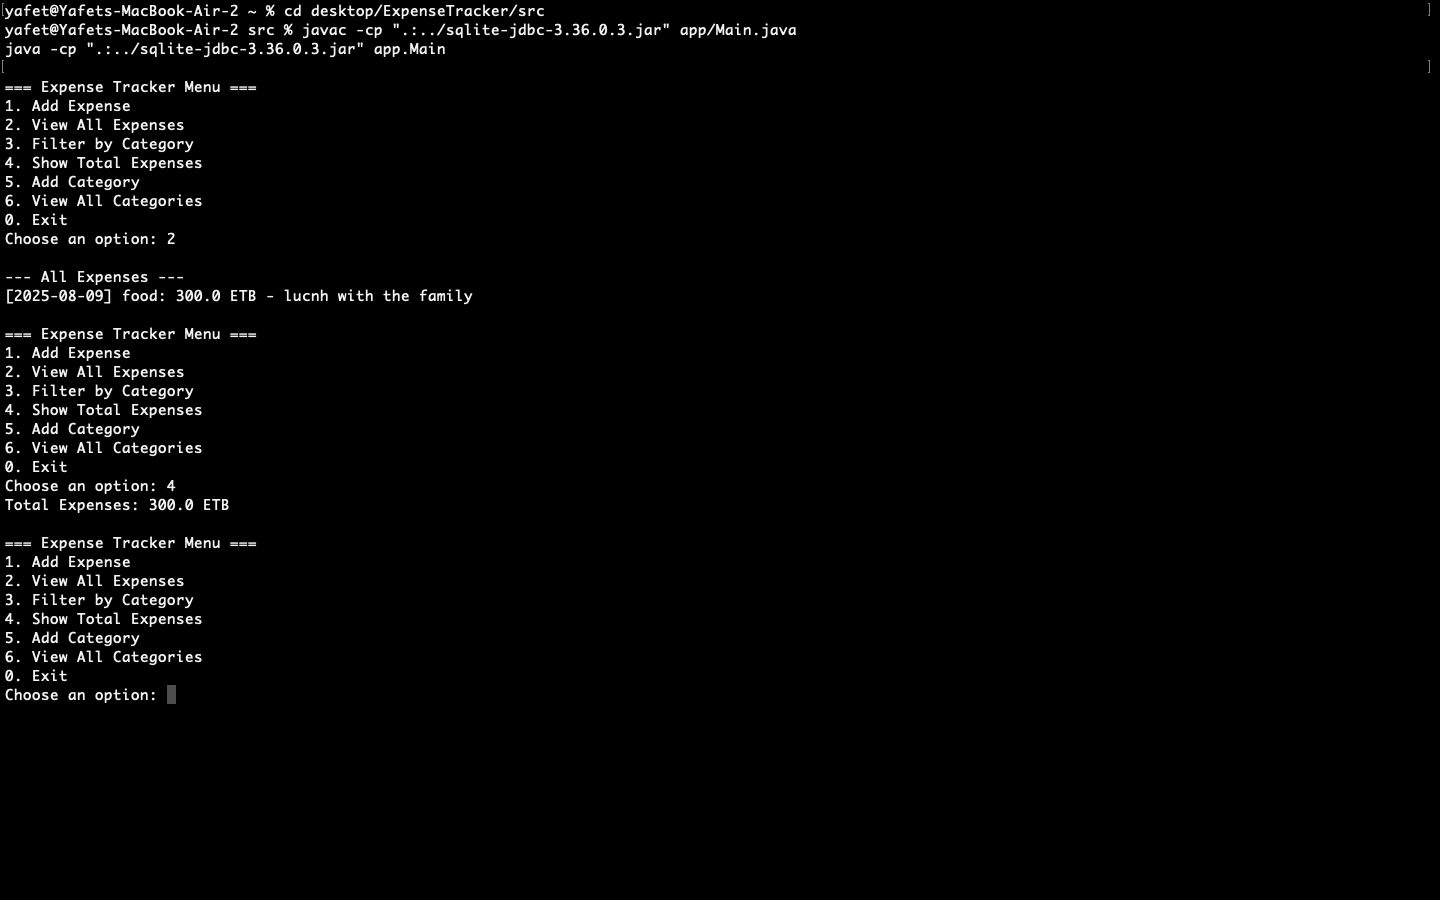 yafet@Yafets-MacBook-Air-2 ~ % cd desktop/ExpenseTracker/src
yafet@Yafets-MacBook-Air-2 src % javac -cp ".:../sqlite-jdbc-3.36.0.3.jar" app/Main.java
java -cp ".:../sqlite-jdbc-3.36.0.3.jar" app.Main
=== Expense Tracker Menu ===
1. Add Expense
2. View All Expenses
3. Filter by Category
4. Show Total Expenses
5. Add Category
6. View All Categories
0. Exit
Choose an option: 2
--- All Expenses ---
[2025-08-09] food: 300.0 ETB - lucnh with the family
=== Expense Tracker Menu ===
1. Add Expense
2. View All Expenses
3. Filter by Category
4. Show Total Expenses
5. Add Category
6. View All Categories
0. Exit
Choose an option: 4
Total Expenses: 300.0 ETB
=== Expense Tracker Menu ===
1. Add Expense
2. View All Expenses
3. Filter by Category
4. Show Total Expenses
5. Add Category
6. View All Categories
0. Exit
Choose an option: